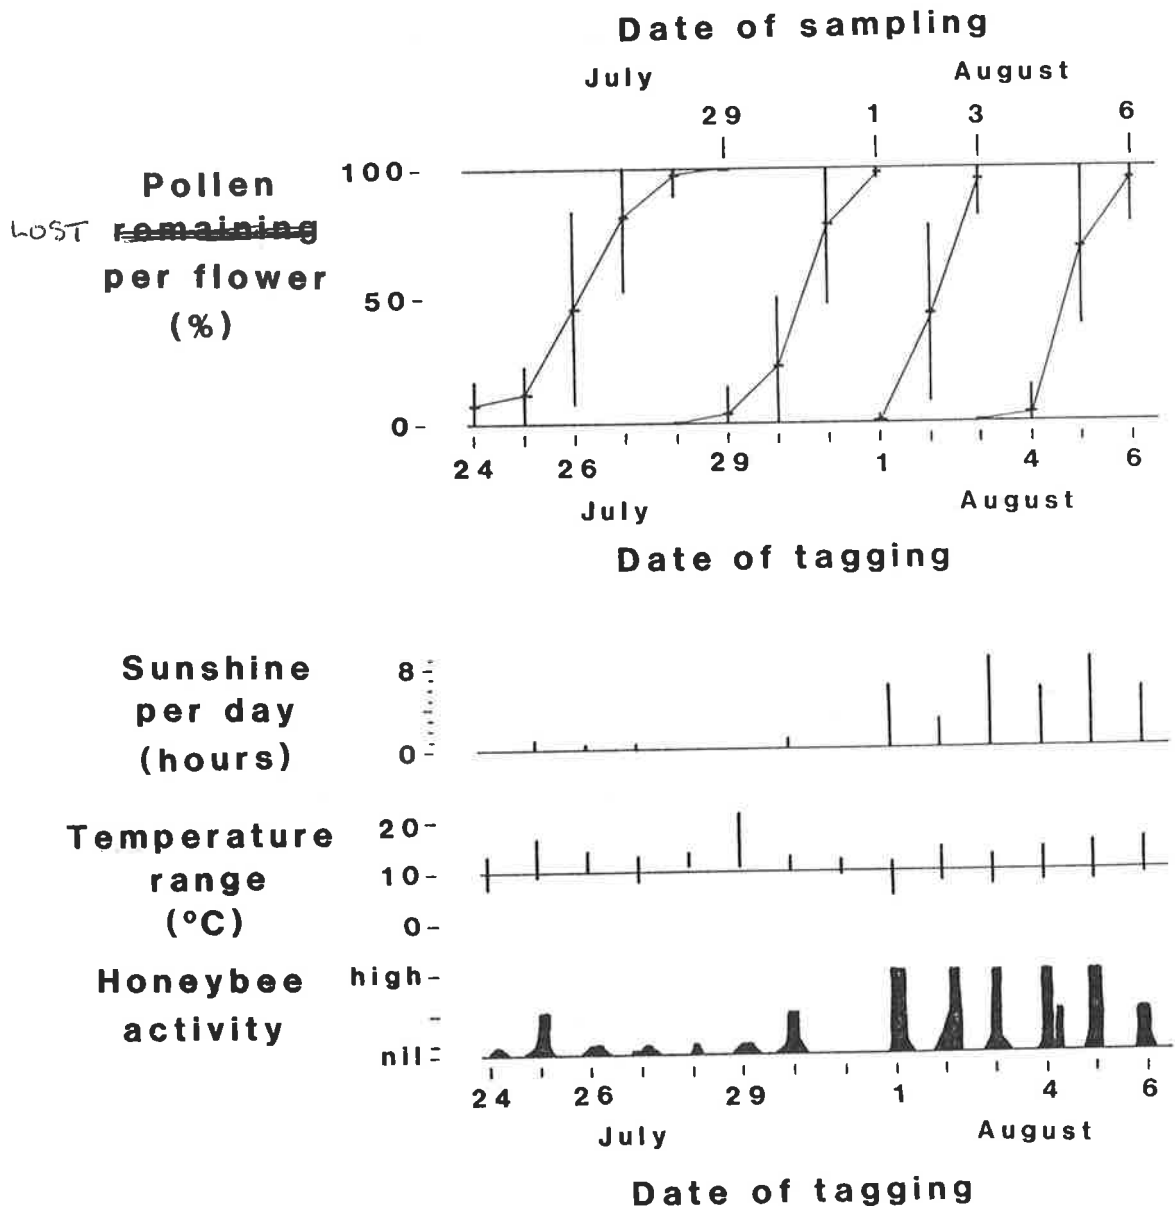 Date of sampling
July August
29 1 3 6
Pollen
LOST remaining
per flower
(%)
100-
50-
0-
24 26 29 1 4 6
July August
Date of tagging
Sunshine
per day
(hours)
8-
0-
Temperature
range
(°C)
20-
10-
0-
Honeybee
activity
high-
nil=
24 26 29 1 4 6
July August
Date of tagging